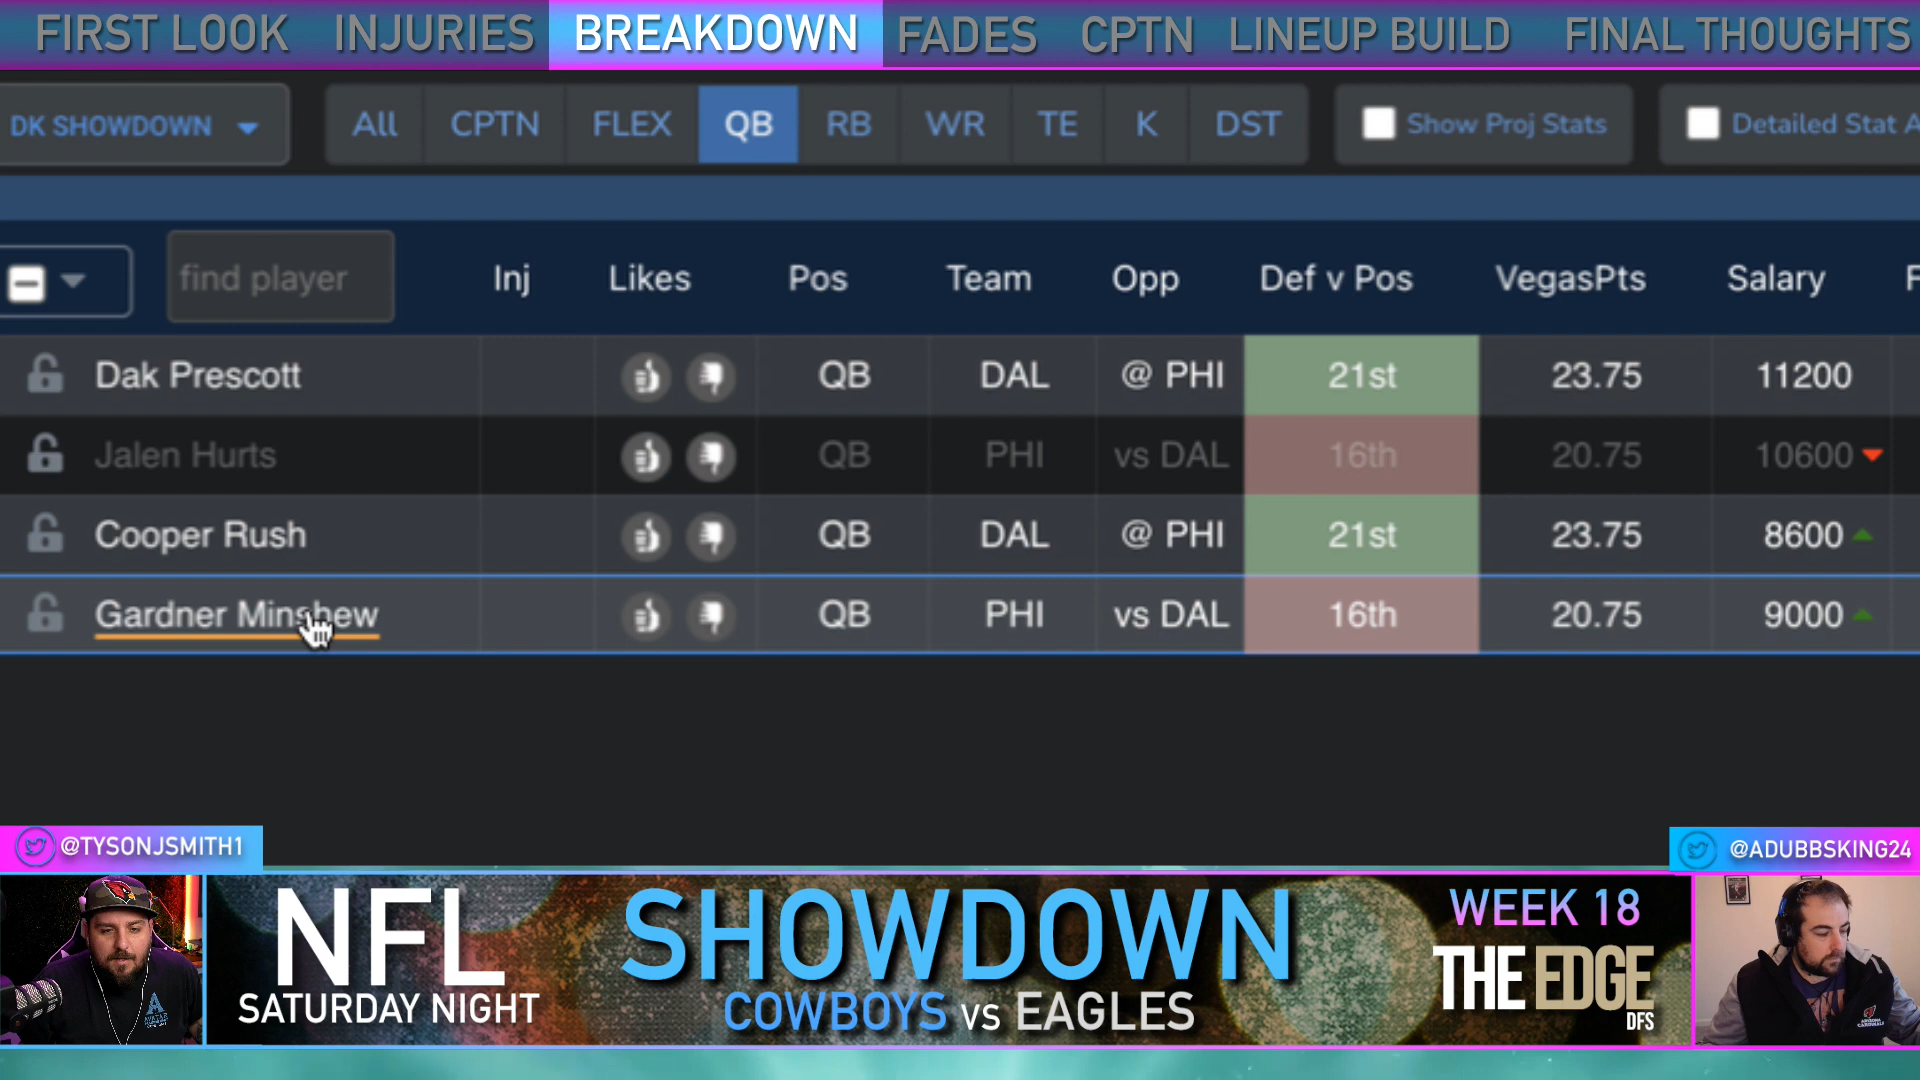 FIRST LOOK INJURIES BREAKDOWN FADES CPTN LINEUP BUILD FINAL THOUGHTS
DK SHOWDOWN All CPTN FLEX QB RB WR TE K DST Show Proj Stats Detailed Stat A
find player Inj Likes Pos Team Opp Def v Pos VegasPts Salary F
Dak Prescott QB DAL @ PHI 21st 23.75 11200
Jalen Hurts QB PHI vs DAL 16th 20.75 10600
Cooper Rush QB DAL @ PHI 21st 23.75 8600
Gardner Minshew QB PHI vs DAL 16th 20.75 9000
@TYSONJSMITH1
@ADUBBSKING24
NFL
SATURDAY NIGHT
SHOWDOWN
COWBOYS vs EAGLES
WEEK 18
THE EDGE
DFS